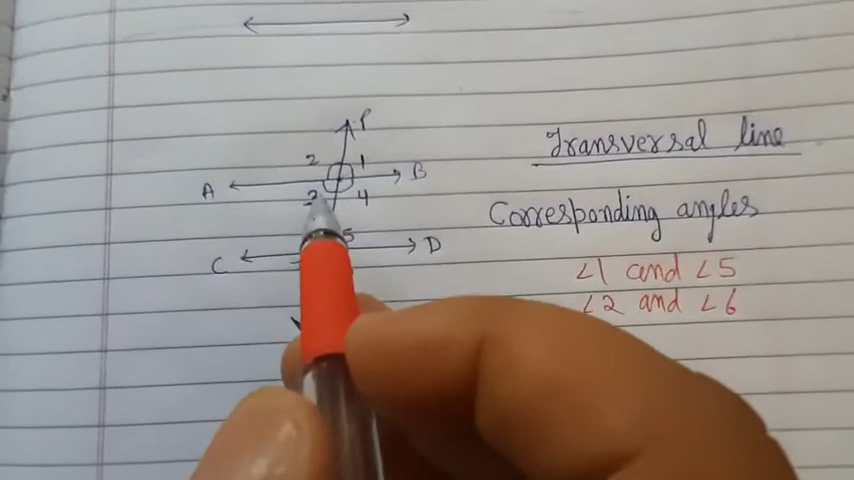 P
2 1
A B
3 4
5
C D
Transversal line
Corresponding angles
∠1 and ∠5
∠2 and ∠6